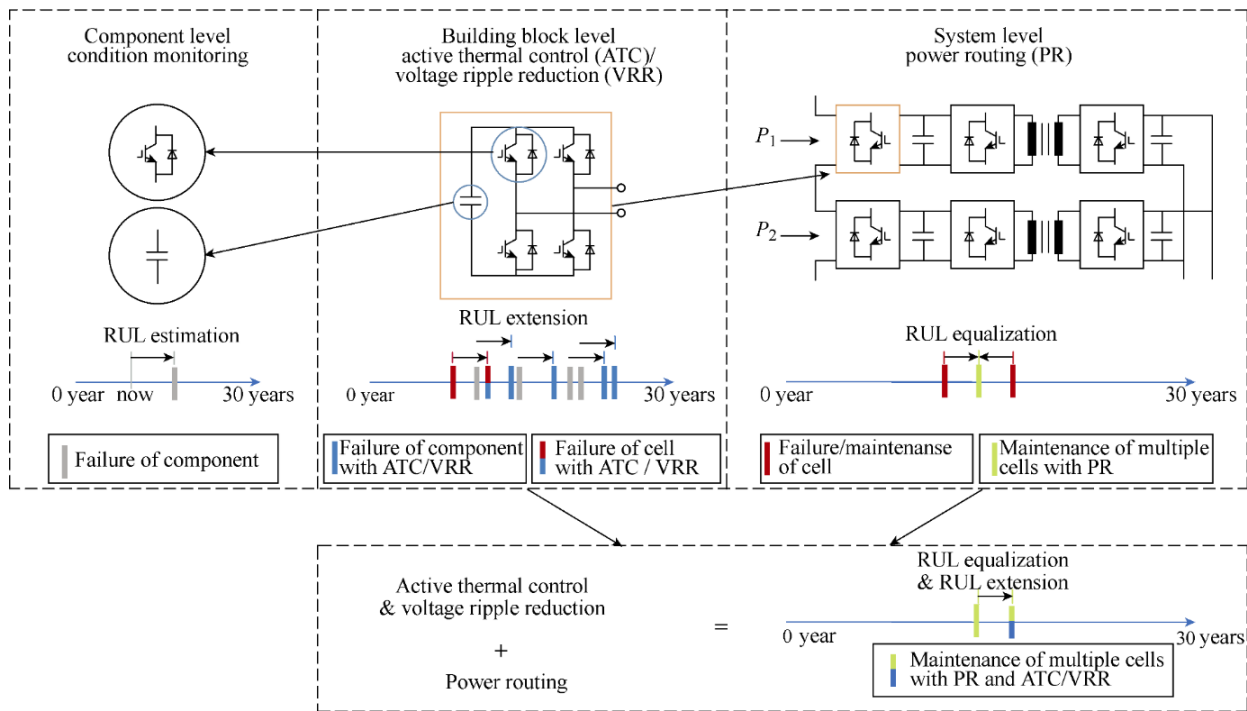 Component level
condition monitoring
RUL estimation
0 year
now
30 years
Failure of component
Building block level
active thermal control (ATC)/
voltage ripple reduction (VRR)
RUL extension
0 year
30 years
Failure of component
with ATC/VRR
Failure of cell
with ATC / VRR
System level
power routing (PR)
P1
P2
RUL equalization
0 year
30 years
Failure/maintenanse
of cell
Maintenance of multiple
cells with PR
Active thermal control
& voltage ripple reduction
+
Power routing
=
RUL equalization
& RUL extension
0 year
30 years
Maintenance of multiple cells
with PR and ATC/VRR